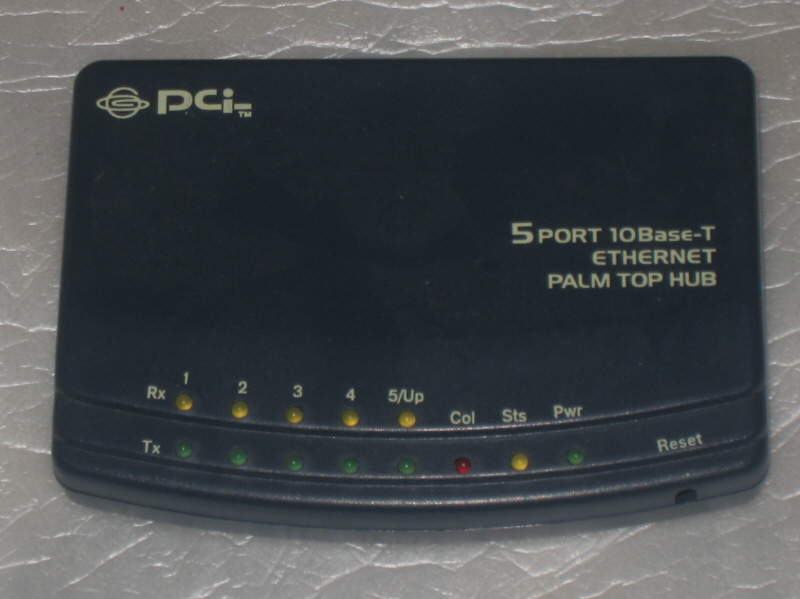 PCi TM
5 PORT 10Base-T
ETHERNET
PALM TOP HUB
Rx 1 2 3 4 5/Up Col Sts Pwr
Tx Reset